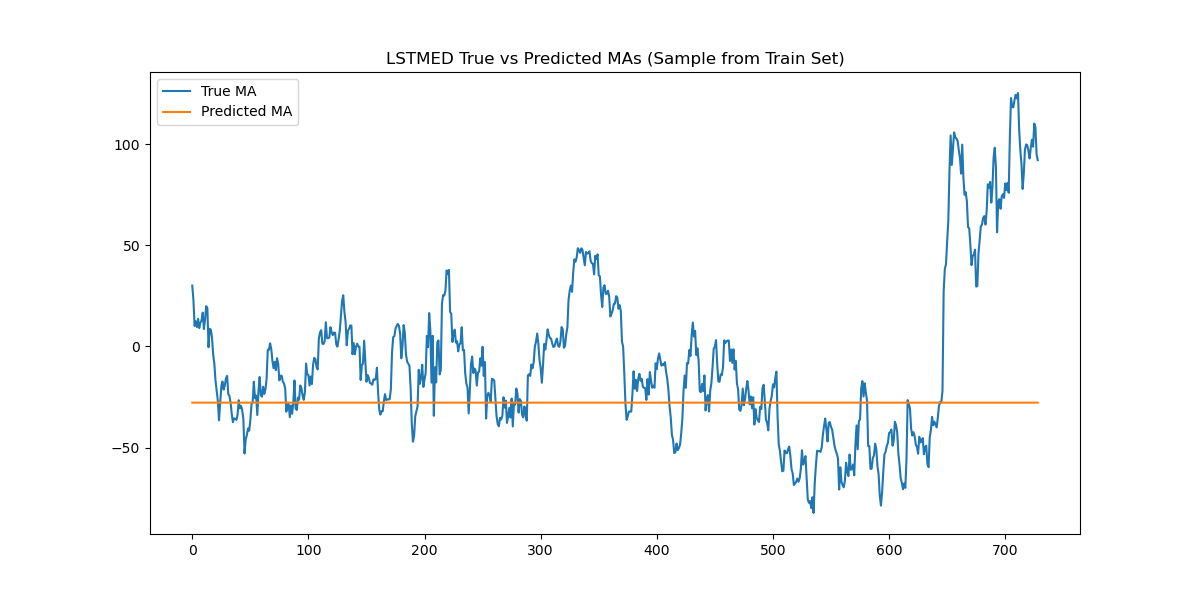 LSTMED True vs Predicted MAs (Sample from Train Set)
True MA
Predicted MA
100
50
0
−50
0 100 200 300 400 500 600 700